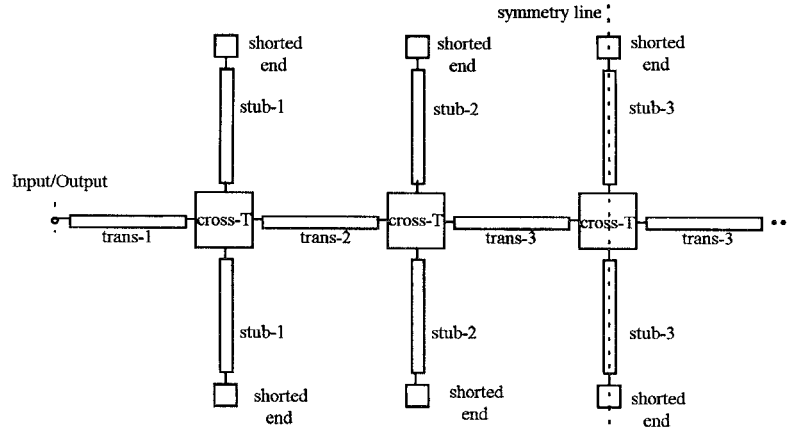 symmetry line
shorted
end
shorted
end
shorted
end
stub-1
stub-2
stub-3
Input/Output
cross-T
cross-T
cross-T
trans-1
trans-2
trans-3
trans-3
stub-1
stub-2
stub-3
shorted
end
shorted
end
shorted
end